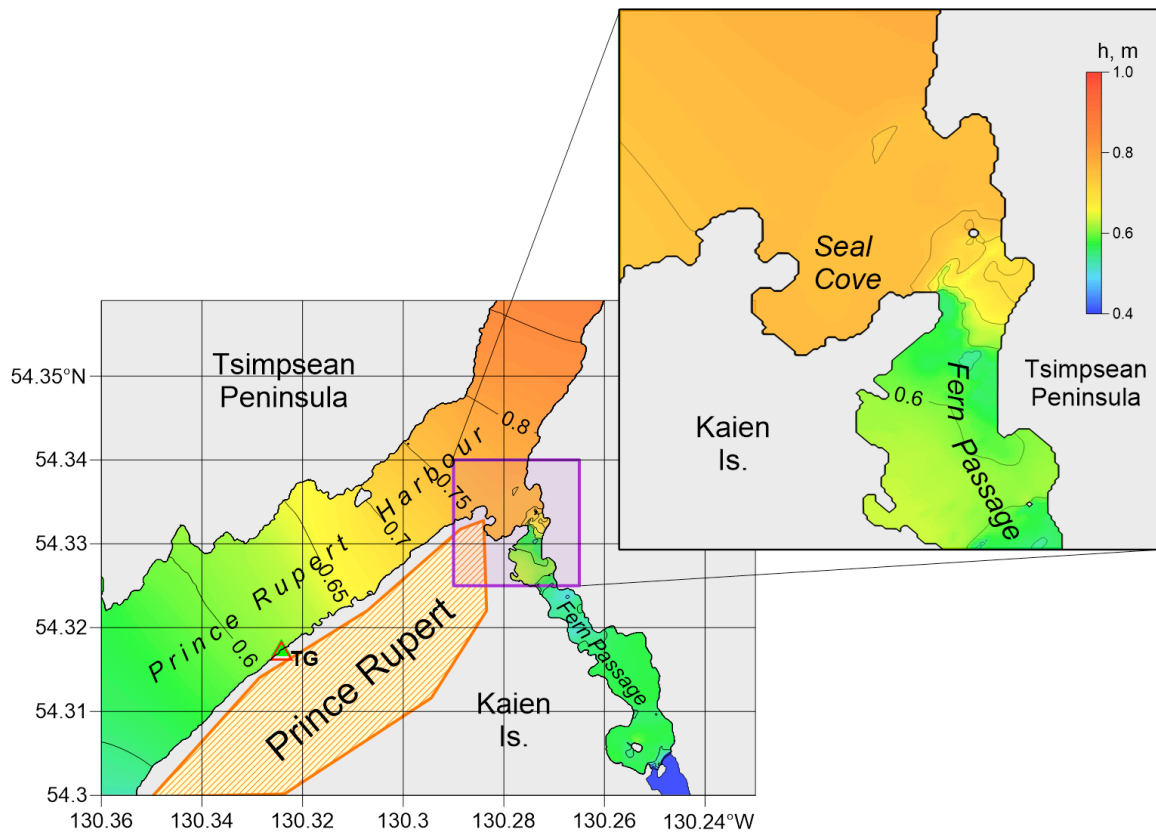 h, m
1.0
0.8
0.6
0.4
Seal
Cove
Fern Passage
0.6
Tsimpsean
Peninsula
Kaien
Is.
Tsimpsean
Peninsula
54.35°N
54.34
54.33
54.32
54.31
54.3
Prince Rupert Harbour
0.8
0.75
0.7
0.65
0.6
TG
Prince Rupert
Fern Passage
Kaien
Is.
130.36
130.34
130.32
130.3
130.28
130.26
130.24°W